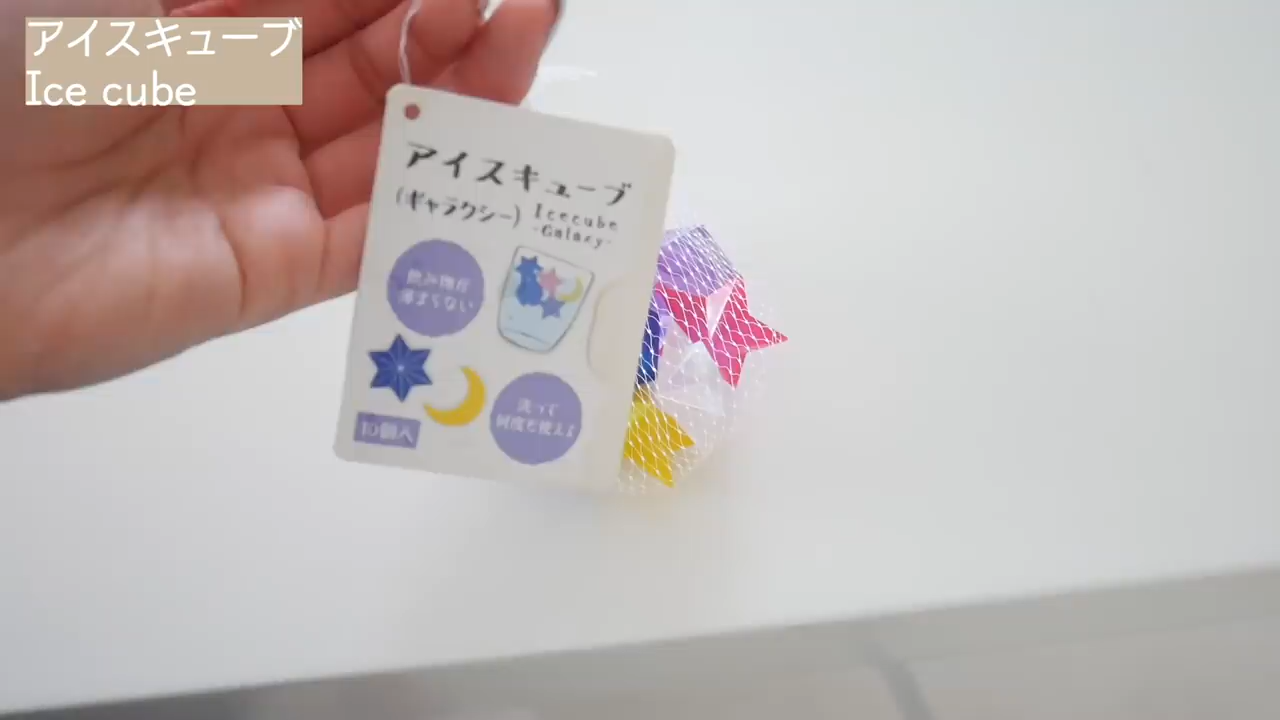 アイスキューブ
Ice cube
アイスキューブ
(ギャラクシー) Icecube
-Galaxy-
飲み物が
薄まらない
洗って
何度も使える
10個入